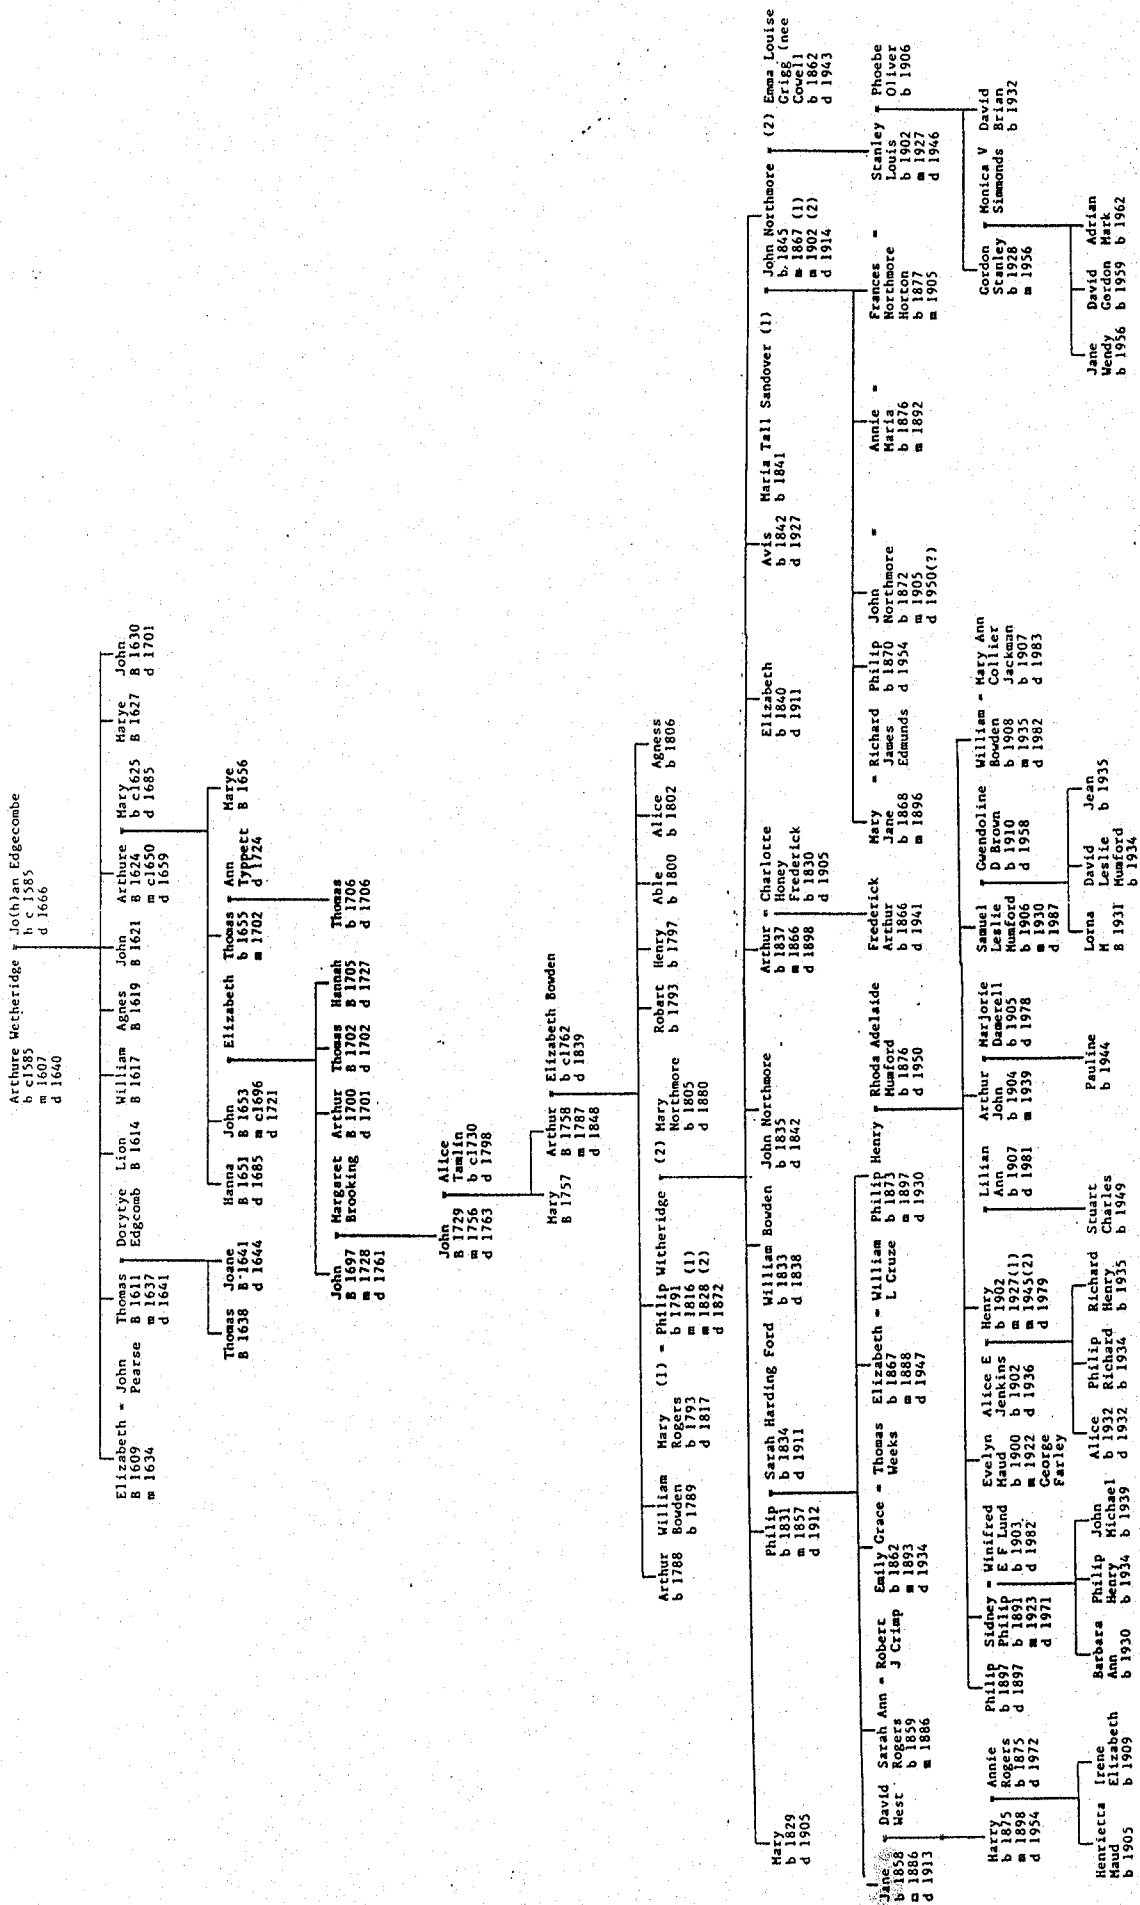 Arthure Wetheridge = Jo(h)an Edgecombe
b c1585
m 1607
d 1640
b c 1585
d 1666
Elizabeth = John
B 1609
m 1634
Pearse
Thomas
B 1611
m 1637
d 1641
= Dorytye
Edgcomb
Lion
B 1614
William
B 1617
Agnes
B 1619
John
B 1621
Arthure
B 1624
m c1650
d 1659
= Mary
b c1625
d 1685
Marye
B 1627
John
B 1630
d 1701
Thomas
B 1638
Joane
B 1641
d 1644
Hanna
B 1651
d 1685
John
B 1653
m c1696
d 1721
= Elizabeth
Thomas
b 1655
m 1702
= Ann
Typpett
d 1724
Marye
B 1656
John
B 1697
m 1728
d 1761
= Margaret
Brooking
Arthur
B 1700
d 1701
Thomas
B 1702
d 1702
Hannah
B 1705
d 1727
Thomas
b 1706
d 1706
John
B 1729
m 1756
d 1763
= Alice
Tamlin
b c1730
d 1798
Mary
B 1757
Arthur
B 1758
m 1787
d 1848
= Elizabeth Bowden
b c1762
d 1839
Arthur
b 1788
William
Bowden
b 1789
Mary
Rogers
b 1793
d 1817
(1) = Philip Witheridge = (2)
b 1791
m 1816 (1)
m 1828 (2)
d 1872
Mary
Northmore
b 1805
d 1880
Robart
b 1793
Henry
b 1797
Able
b 1800
Alice
b 1802
Agness
b 1806
Mary
b 1829
d 1905
Philip = Sarah Harding Ford
b 1831
m 1857
d 1912
b 1834
d 1911
William Bowden
b 1833
d 1838
John Northmore
b 1835
d 1842
Arthur = Charlotte
b 1837
m 1866
d 1898
Honey
Frederick
b 1830
d 1905
Elizabeth
b 1840
d 1911
Avis
b 1842
d 1927
Maria Tall Sandover (1)
b 1841
= John Northmore =
b 1845
m 1867 (1)
m 1902 (2)
d 1914
(2) Emma Louise
Grigg (nee
Cowell
b 1862
d 1943
Jane
b 1858
m 1886
d 1913
= David
West
Sarah Ann = Robert
Rogers
b 1859
m 1886
J Crimp
Emily Grace = Thomas
b 1862
m 1893
d 1934
Weeks
Elizabeth = William
b 1867
m 1888
d 1947
L Cruze
Philip Henry
b 1873
m 1897
d 1930
= Rhoda Adelaide
Mumford
b 1876
d 1950
Frederick
Arthur
b 1866
d 1941
Mary
Jane
b 1868
m 1896
= Richard
James
Edmunds
Philip
b 1870
d 1954
John =
Northmore
b 1872
m 1905
d 1950(?)
Annie =
Maria
b 1876
m 1892
Frances =
Northmore
Horton
b 1877
m 1905
Stanley
Louis
b 1902
m 1927
d 1946
= Phoebe
Oliver
b 1906
Harry
b 1875
m 1898
d 1954
= Annie
Rogers
b 1875
d 1972
Philip
b 1897
d 1897
Sidney = Winifred
Philip
b 1891
m 1923
d 1971
E F Lund
b 1903
d 1982
Evelyn
Maud
b 1900
m 1922
George
Farley
Alice E
Jenkins
b 1902
d 1936
= Henry
b 1902
m 1927(1)
m 1945(2)
d 1979
= Lilian
Ann
b 1907
d 1981
Arthur
John
b 1904
m 1939
= Marjorie
Damerell
b 1905
d 1978
Samuel
Leslie
Mumford
b 1906
m 1930
d 1987
= Gwendoline
D Brown
b 1910
d 1958
William = Mary Ann
Bowden
b 1908
m 1935
d 1982
Collier
Jackman
b 1907
d 1983
Gordon
Stanley
b 1928
m 1956
= Monica V
Simmonds
David
Brian
b 1932
Henrietta
Maud
b 1905
Irene
Elizabeth
b 1909
Barbara
Ann
b 1930
Philip
Henry
b 1934
John
Michael
b 1939
Alice
b 1932
d 1932
Philip
Richard
b 1934
Richard
Henry
b 1935
Stuart
Charles
b 1949
Pauline
b 1944
Lorna
M
B 1931
David
Leslie
Mumford
b 1934
Jean
b 1935
Jane
Wendy
b 1956
David
Gordon
b 1959
Adrian
Mark
b 1962